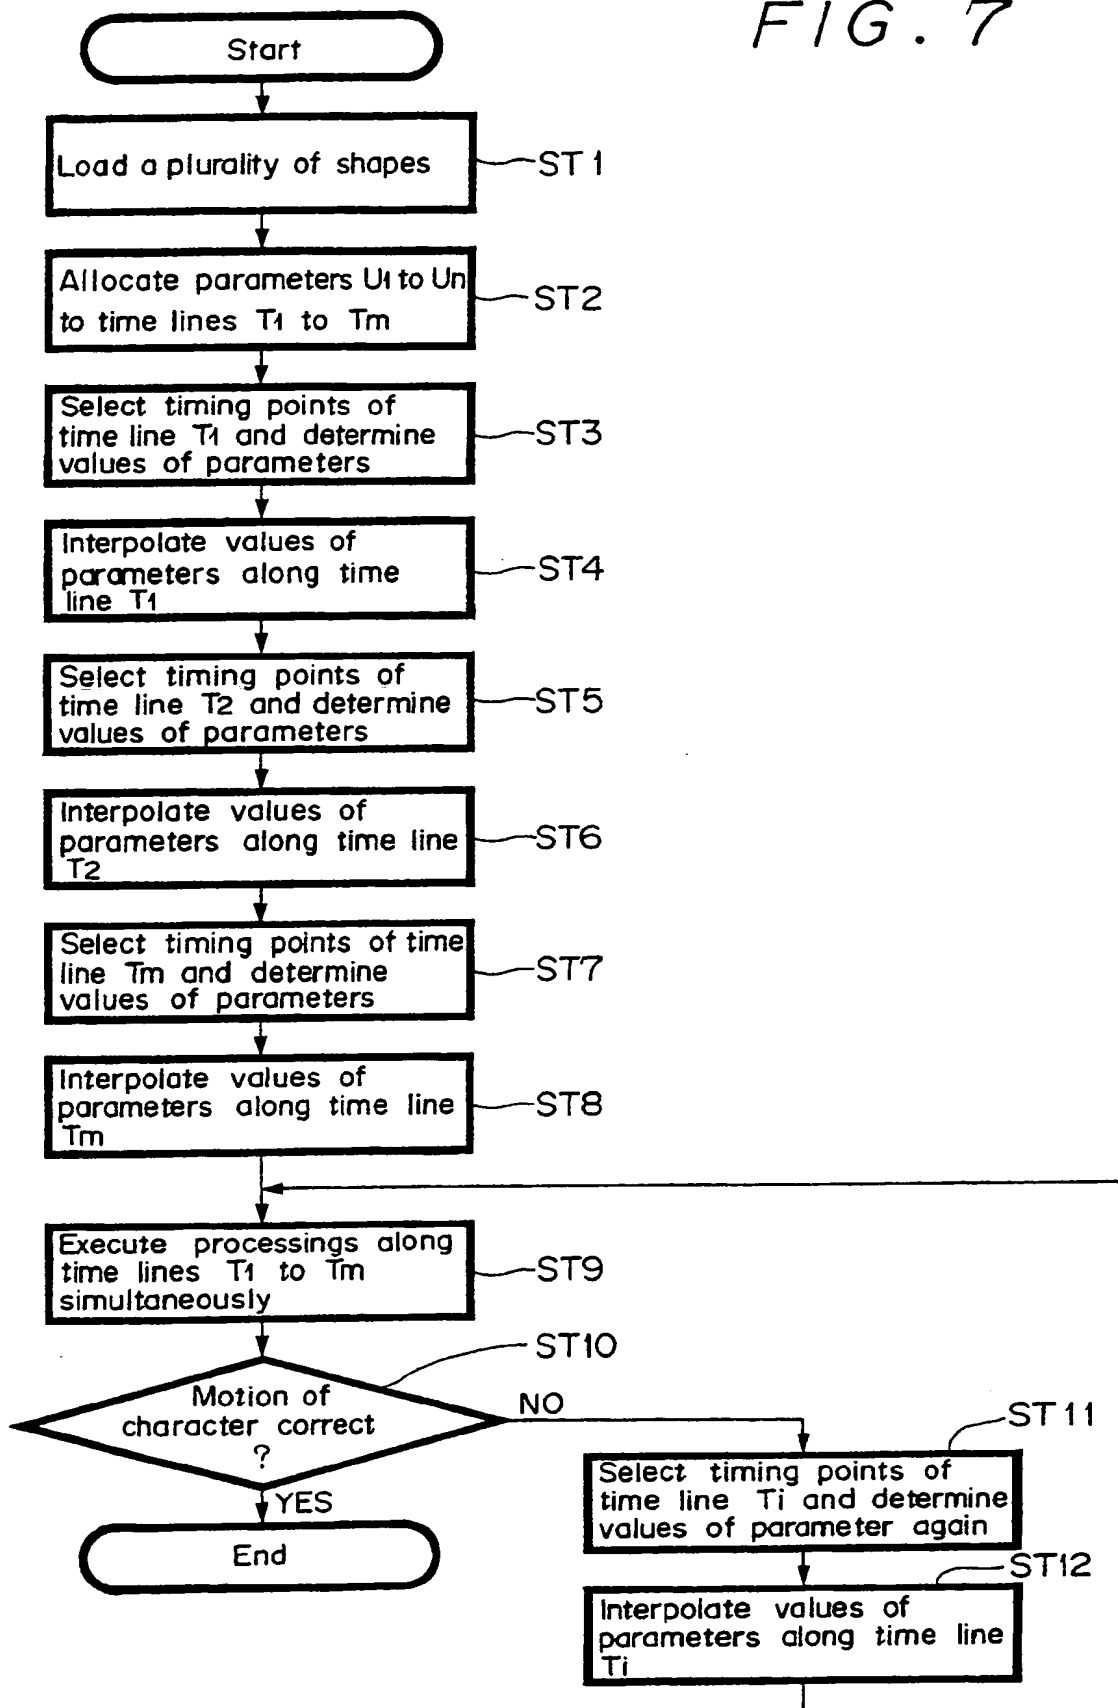 FIG. 7
Start
Load a plurality of shapes
ST1
Allocate parameters U1 to Un
to time lines T1 to Tm
ST2
Select timing points of
time line T1 and determine
values of parameters
ST3
Interpolate values of
parameters along time
line T1
ST4
Select timing points of
time line T2 and determine
values of parameters
ST5
Interpolate values of
parameters along time line
T2
ST6
Select timing points of time
line Tm and determine
values of parameters
ST7
Interpolate values of
parameters along time line
Tm
ST8
Execute processings along
time lines T1 to Tm
simultaneously
ST9
ST10
Motion of
character correct
?
NO
YES
End
ST11
Select timing points of
time line Ti and determine
values of parameter again
ST12
Interpolate values of
parameters along time line
Ti